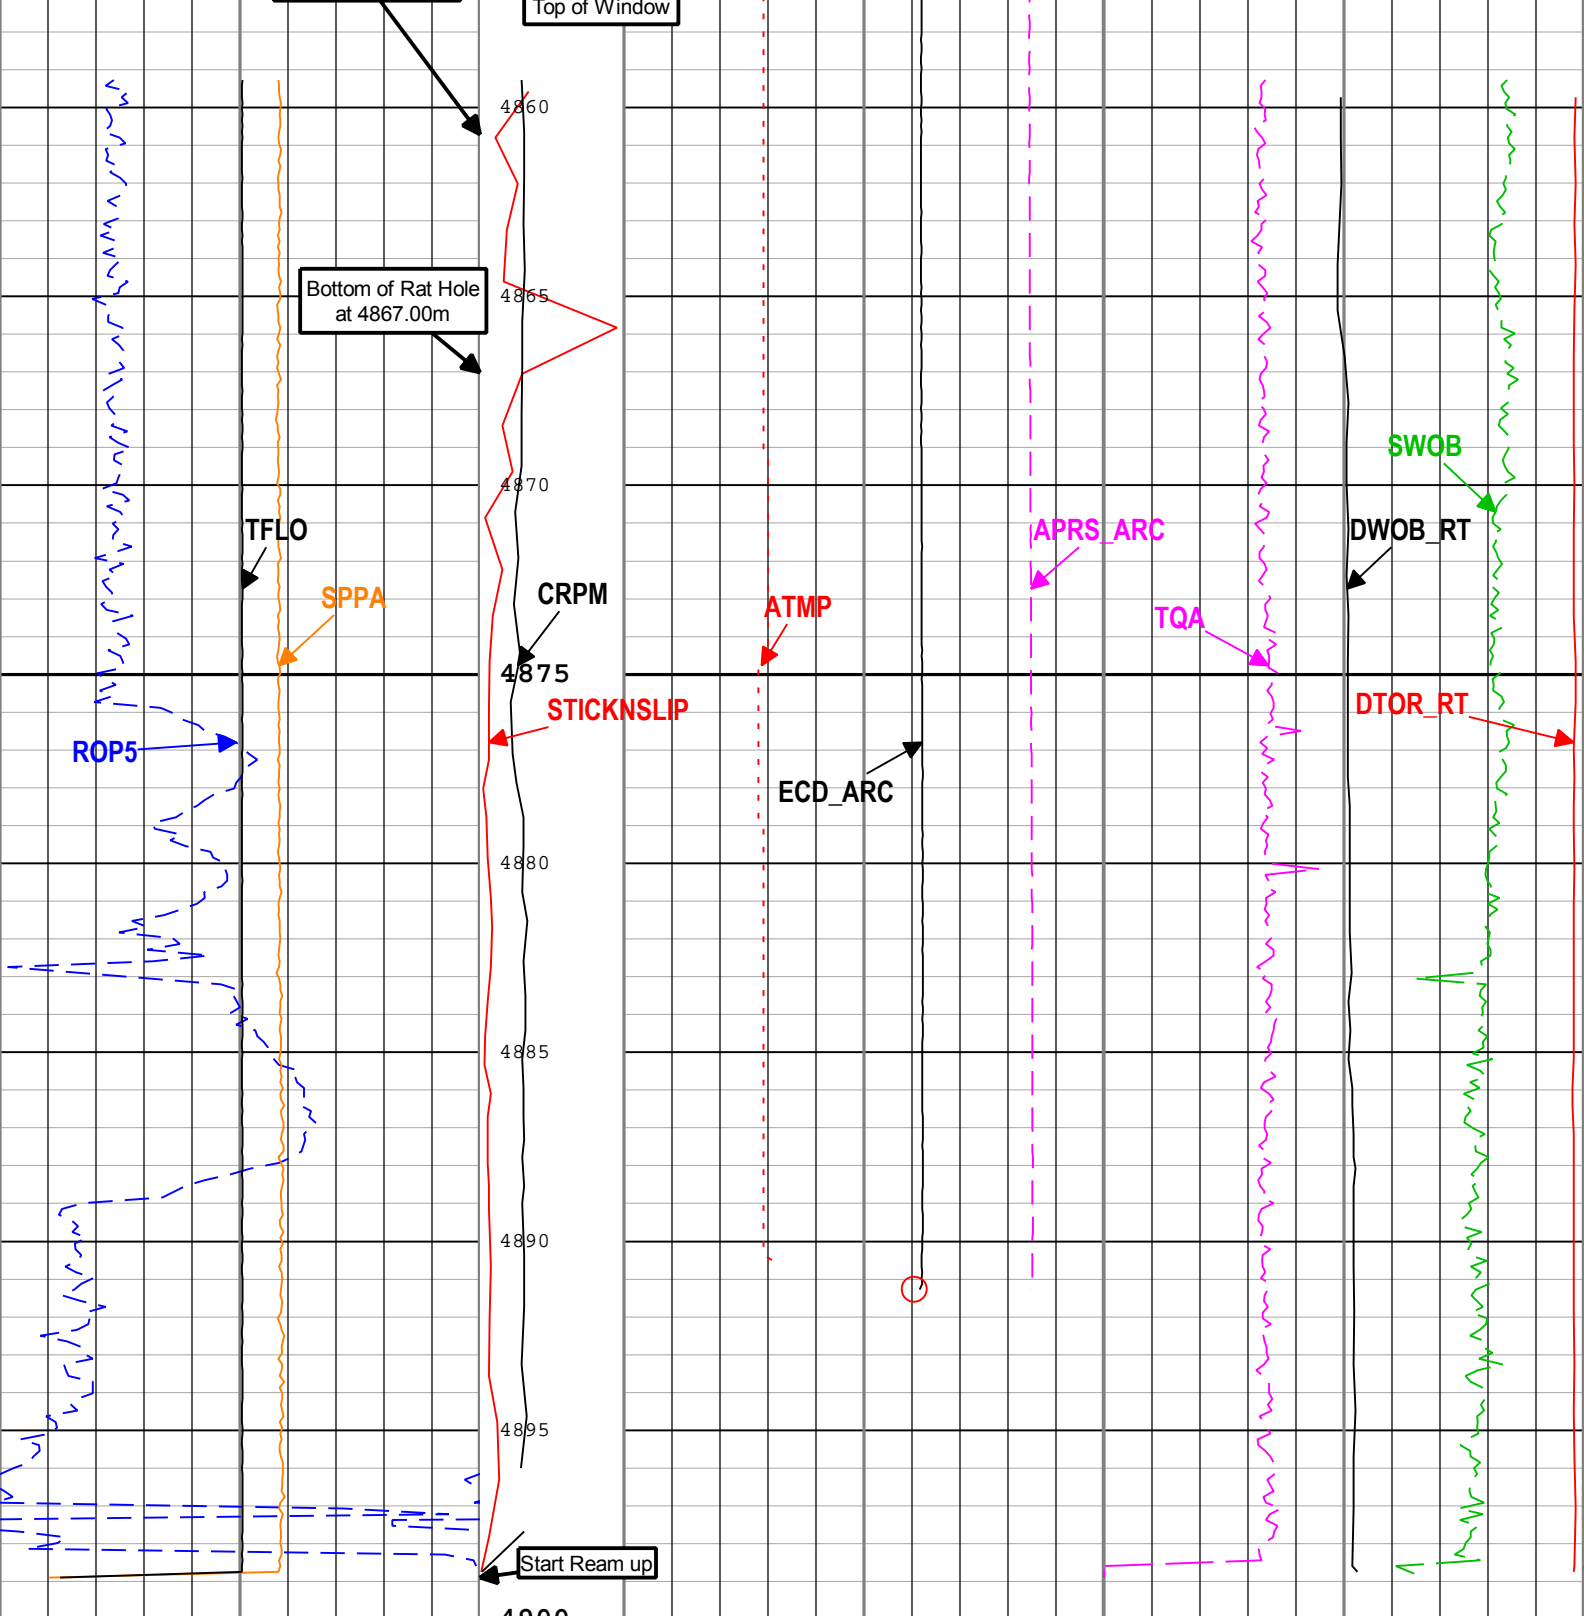 Top of Window
4860
Bottom of Rat Hole
at 4867.00m
4865
SWOB
4870
TFLO
APRS_ARC
DWOB_RT
SPPA
CRPM
ATMP
TQA
4875
STICKNSLIP
DTOR_RT
ROP5
ECD_ARC
4880
4885
4890
4895
Start Ream up
4900